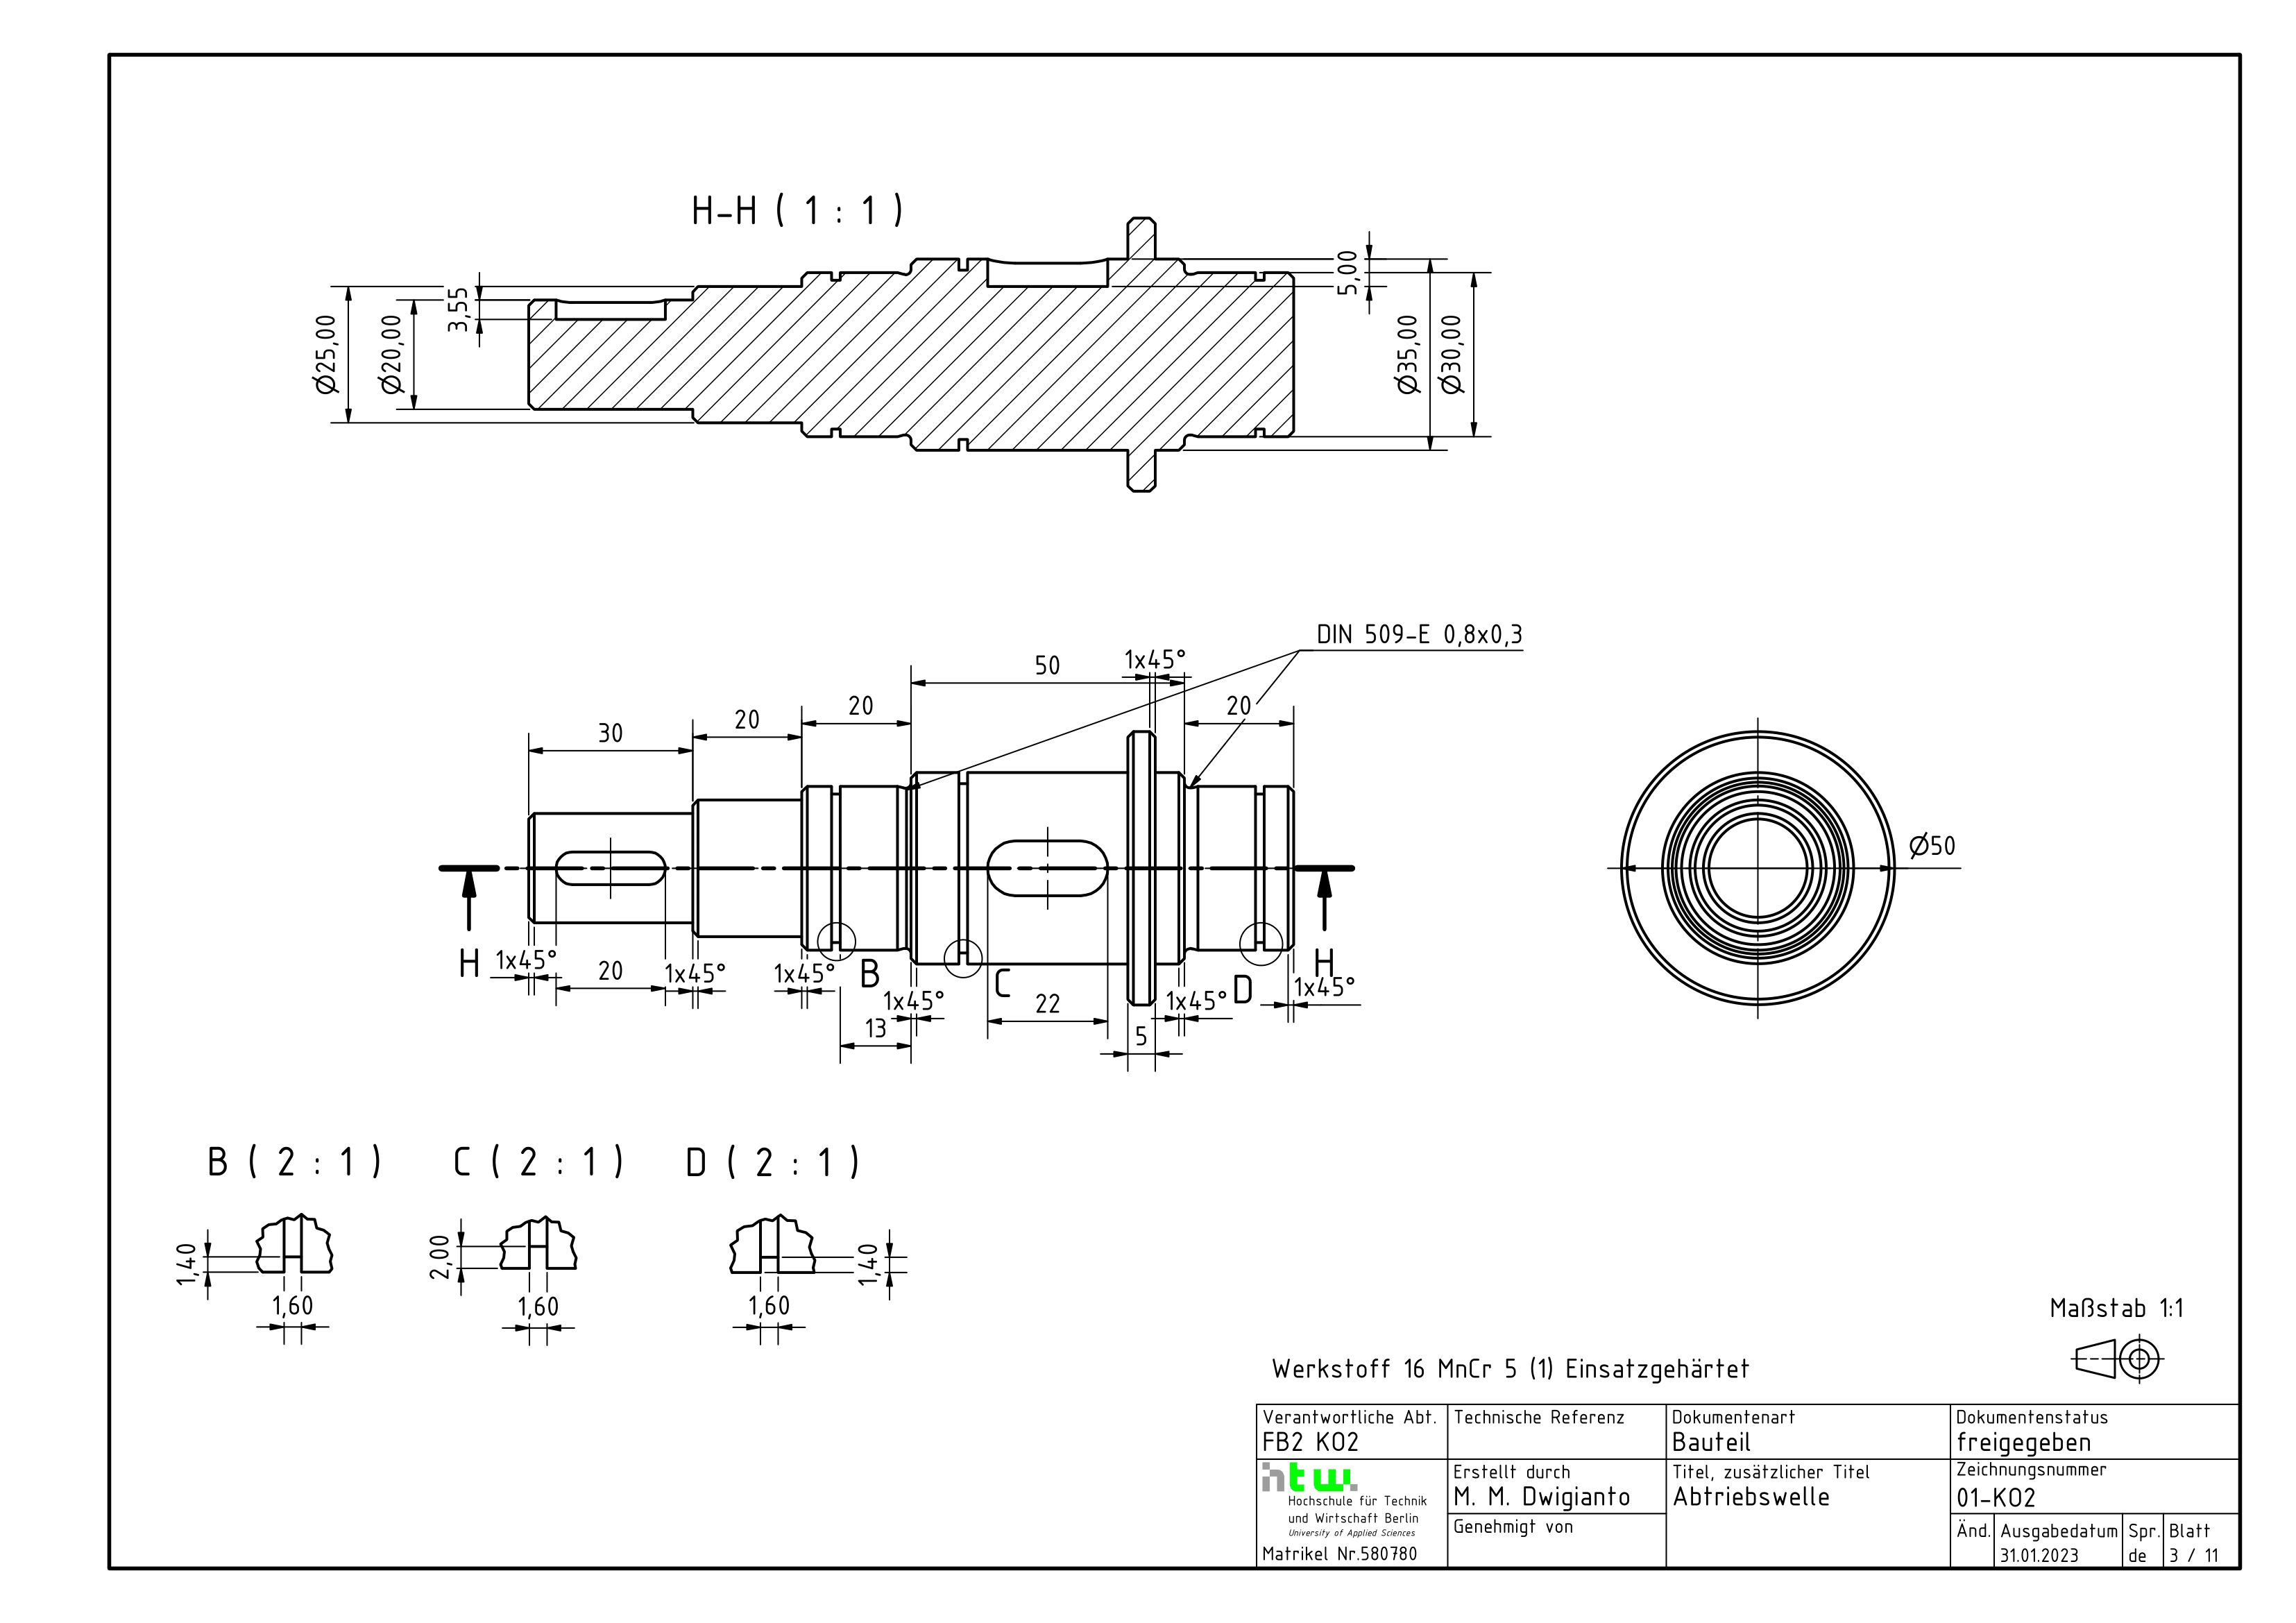 H-H ( 1 : 1 )
Ø25,00
Ø20,00
3,55
5,00
Ø35,00
Ø30,00
DIN 509-E 0,8x0,3
50
1x45°
20
20
20
30
Ø50
H
H
1x45°
20
1x45°
1x45°
B
1x45°
C
1x45°
D
1x45°
13
22
5
B ( 2 : 1 )
C ( 2 : 1 )
D ( 2 : 1 )
1,40
1,60
2,00
1,60
1,40
1,60
Maßstab 1:1
Werkstoff 16 MnCr 5 (1) Einsatzgehärtet
Verantwortliche Abt.
FB2 KO2
Technische Referenz
Dokumentenart
Bauteil
Dokumentenstatus
freigegeben
htw.
Hochschule für Technik
und Wirtschaft Berlin
University of Applied Sciences
Matrikel Nr.580780
Erstellt durch
M. M. Dwigianto
Genehmigt von
Titel, zusätzlicher Titel
Abtriebswelle
Zeichnungsnummer
01-KO2
Änd.
Ausgabedatum
31.01.2023
Spr.
de
Blatt
3 / 11